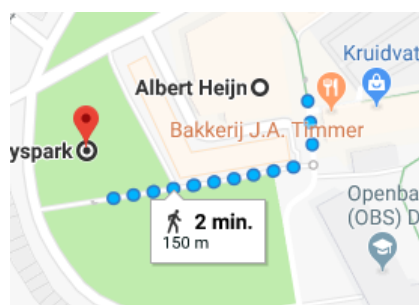 Kruidvat
Albert Heijn
Bakkerij J.A. Timmer
yspark
2 min.
150 m
Openba
(OBS) D